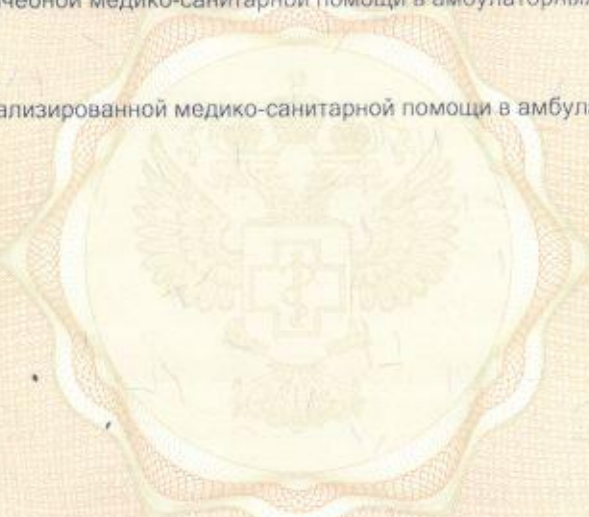 чебной медико-санитарной помощи в амбулаторных
ализированной медико-санитарной помощи в амбула